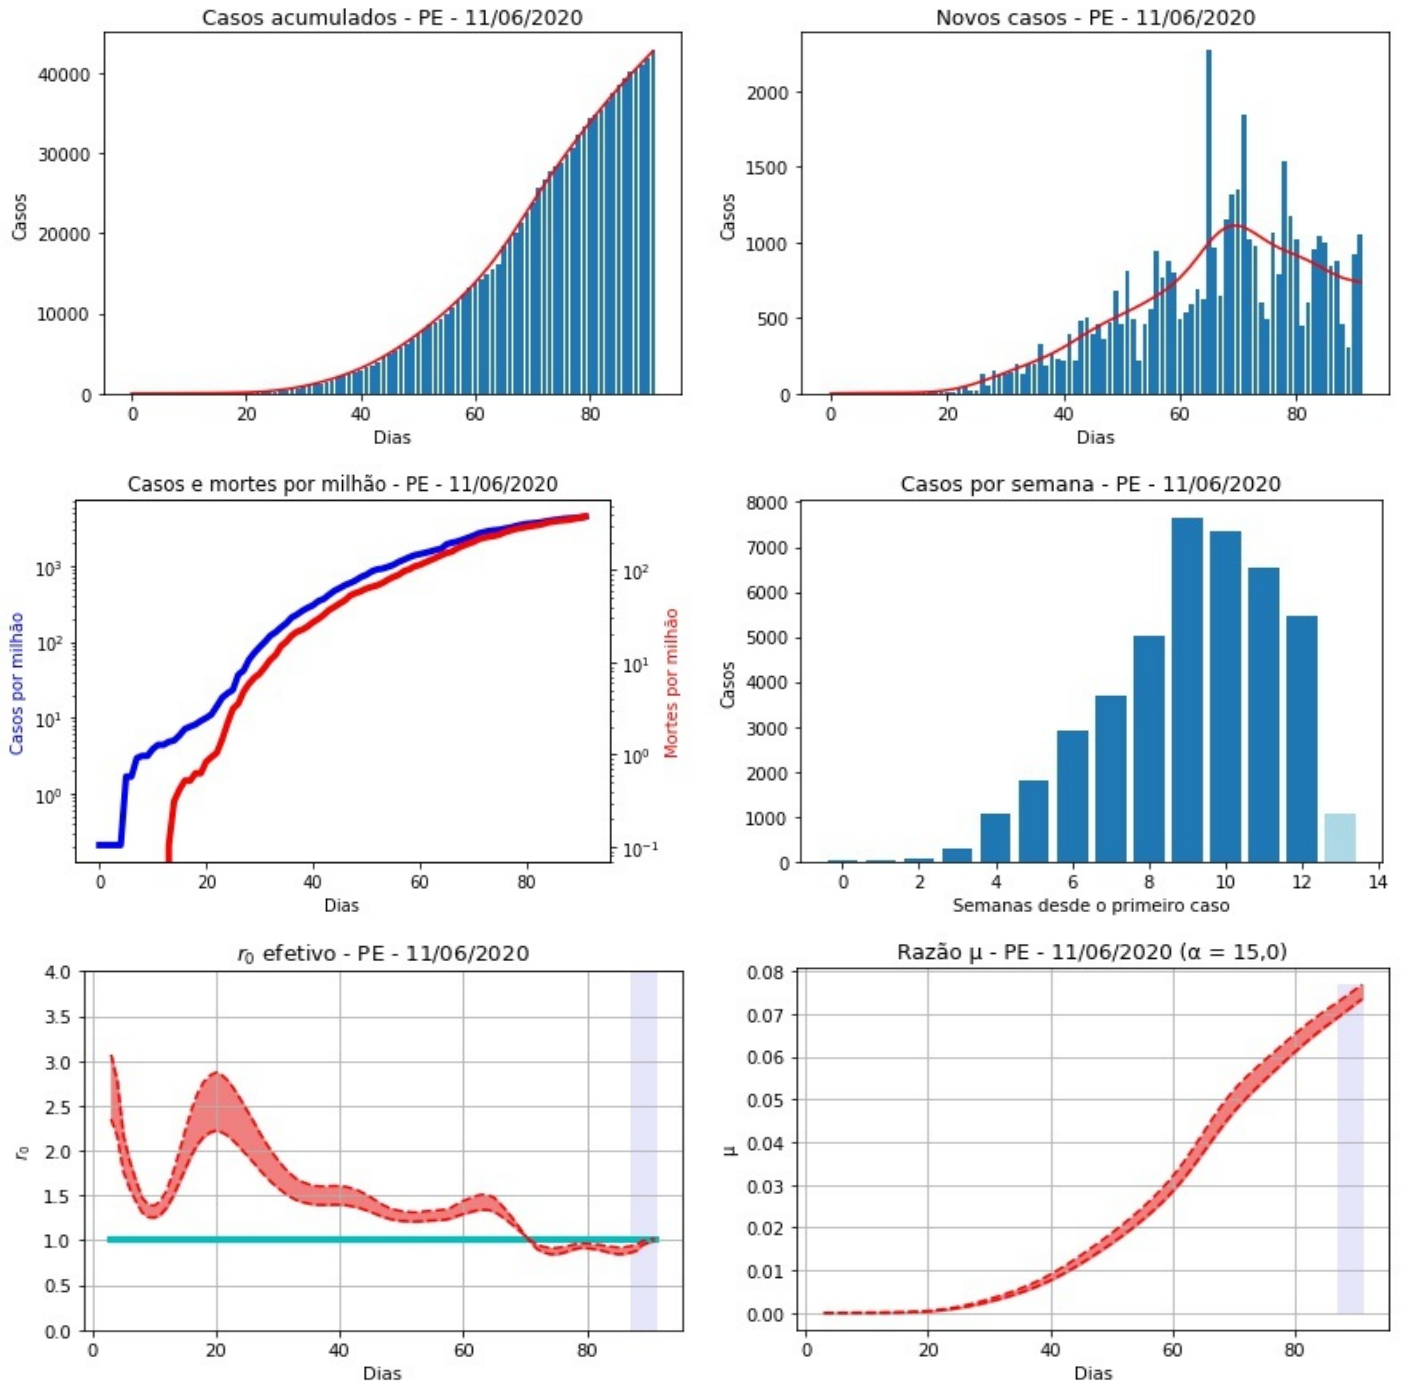 Casos acumulados - PE - 11/06/2020
Casos
40000
30000
20000
10000
0
0 20 40 60 80
Dias
Novos casos - PE - 11/06/2020
Casos
2000
1500
1000
500
0
0 20 40 60 80
Dias
Casos e mortes por milhão - PE - 11/06/2020
Casos por milhão
10³
10²
10¹
10⁰
10²
10¹
10⁰
10⁻¹
Mortes por milhão
0 20 40 60 80
Dias
Casos por semana - PE - 11/06/2020
Casos
8000
7000
6000
5000
4000
3000
2000
1000
0
0 2 4 6 8 10 12 14
Semanas desde o primeiro caso
r₀ efetivo - PE - 11/06/2020
r₀
4.0
3.5
3.0
2.5
2.0
1.5
1.0
0.5
0.0
0 20 40 60 80
Dias
Razão μ - PE - 11/06/2020 (α = 15,0)
μ
0.08
0.07
0.06
0.05
0.04
0.03
0.02
0.01
0.00
0 20 40 60 80
Dias